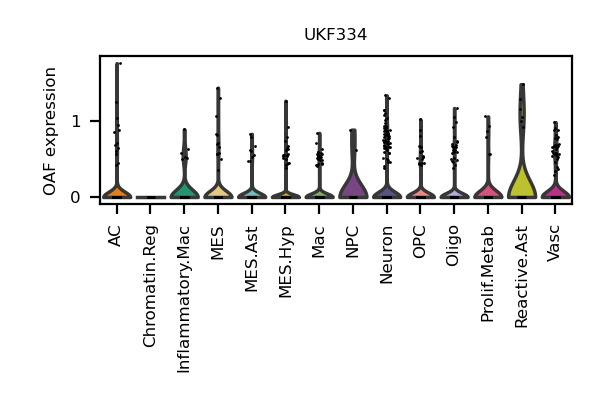 UKF334
OAF expression
1
0
AC
Chromatin.Reg
Inflammatory.Mac
MES
MES.Ast
MES.Hyp
Mac
NPC
Neuron
OPC
Oligo
Prolif.Metab
Reactive.Ast
Vasc